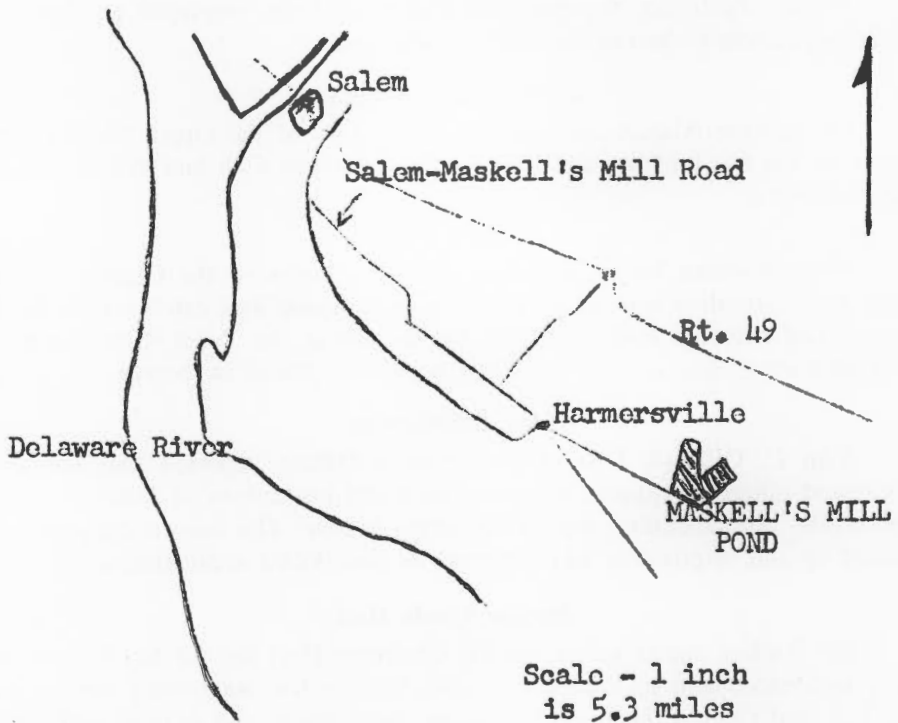 Salem
Salem-Maskell's Mill Road
Rt. 49
Harmersville
Delaware River
MASKELL'S MILL
POND
Scale - 1 inch
is 5.3 miles